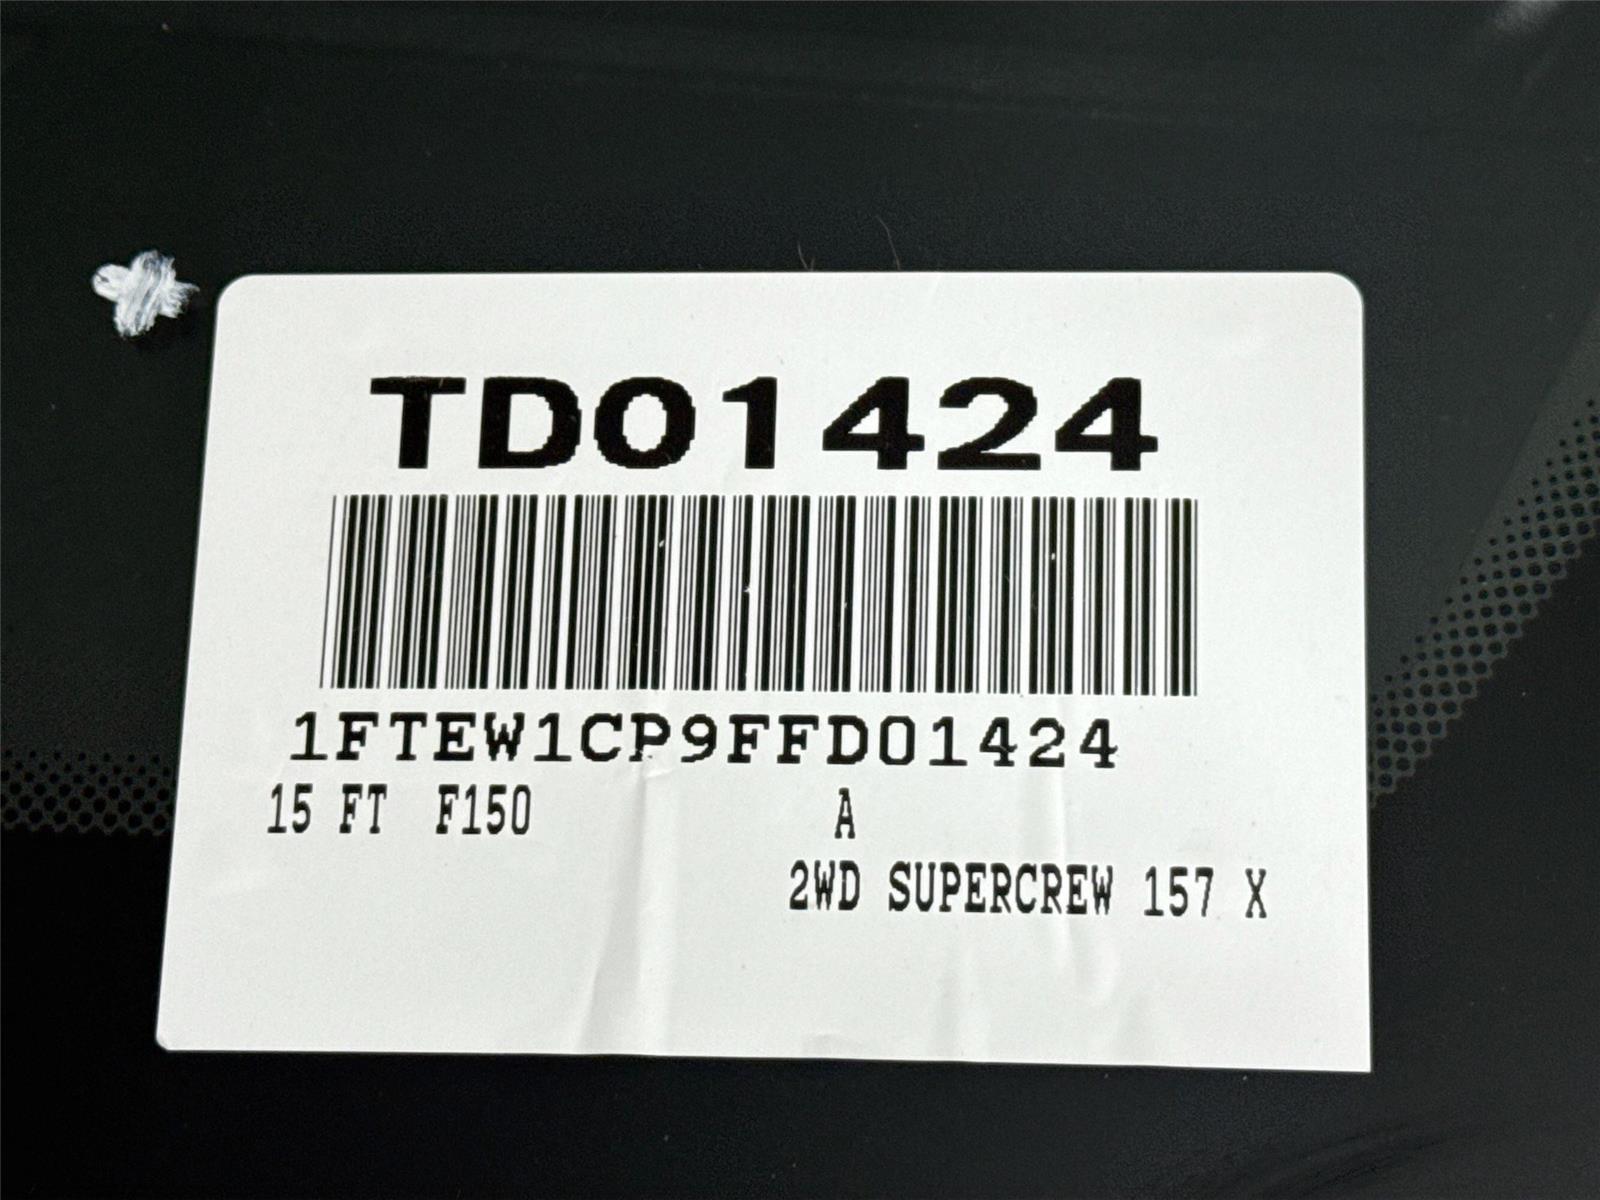 TD01424
1FTEW1CP9FFD01424
15 FT F150 A
2WD SUPERCREW 157 X